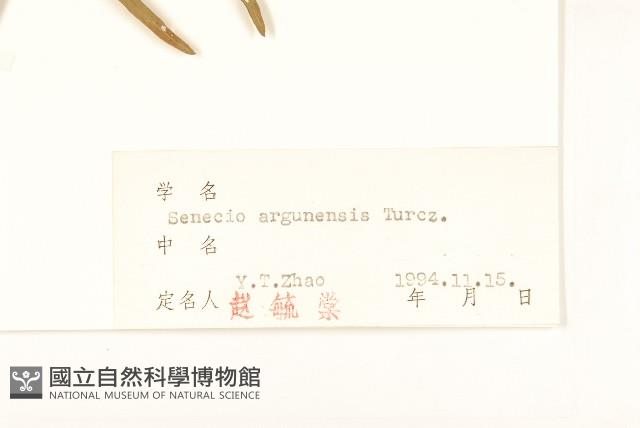 学 名
Senecio argunensis Turcz.
中 名
Y.T.Zhao 1994.11.15.
定名人 赵毓棠 年 月 日
國立自然科學博物館
NATIONAL MUSEUM OF NATURAL SCIENCE